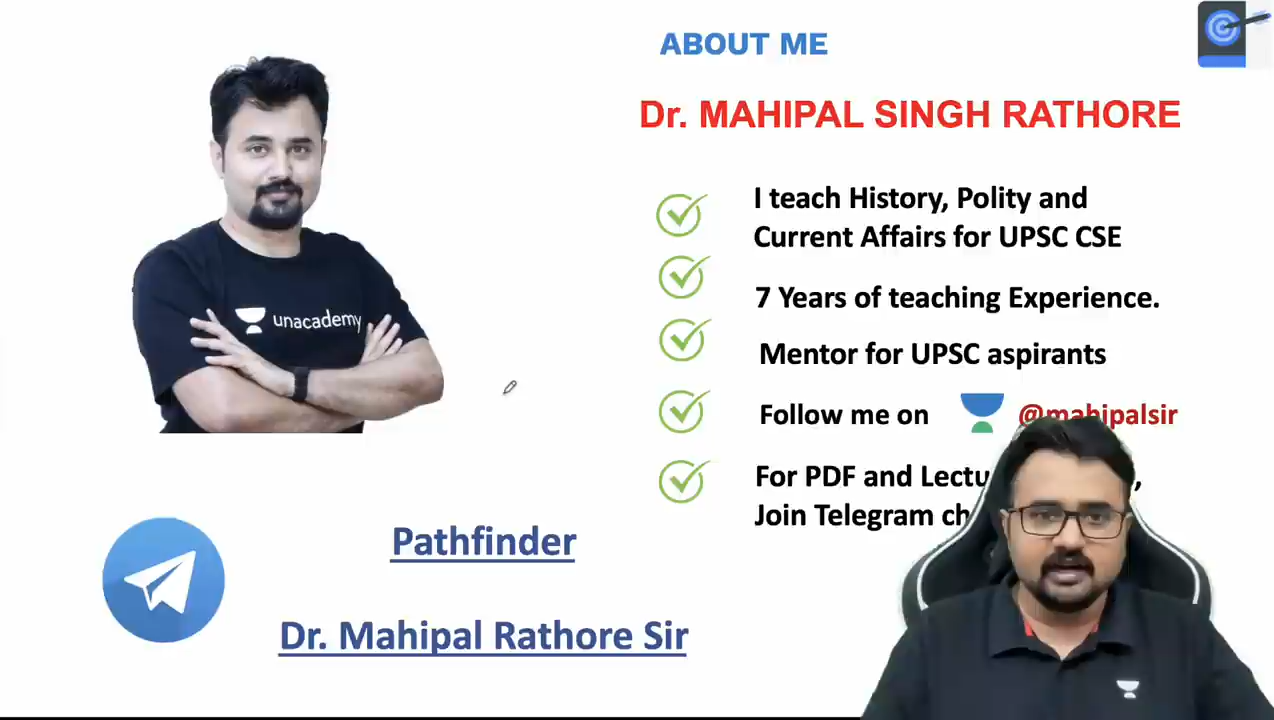 ABOUT ME
Dr. MAHIPAL SINGH RATHORE
I teach History, Polity and
Current Affairs for UPSC CSE
7 Years of teaching Experience.
Mentor for UPSC aspirants
Follow me on @mahipalsir
For PDF and
Join Telegram
unacademy
Pathfinder
Dr. Mahipal Rathore Sir